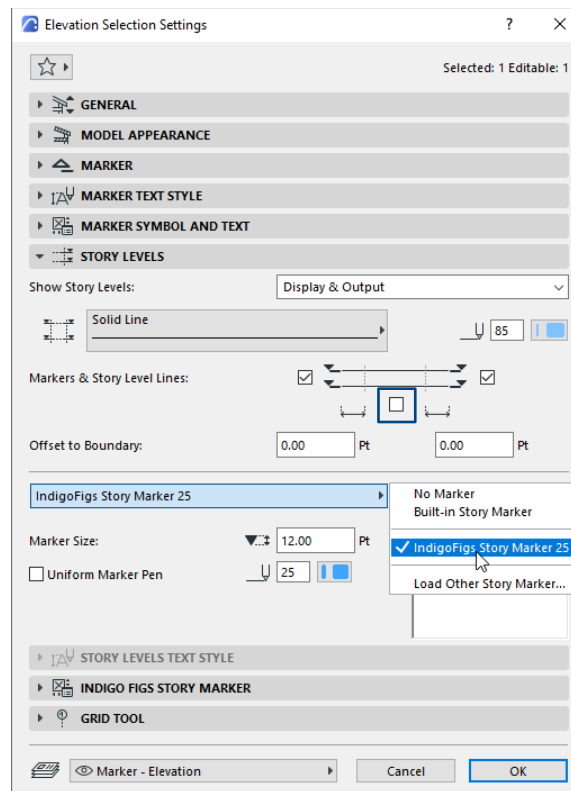 Elevation Selection Settings
?
Selected: 1 Editable: 1
GENERAL
MODEL APPEARANCE
MARKER
MARKER TEXT STYLE
MARKER SYMBOL AND TEXT
STORY LEVELS
Show Story Levels: Display & Output
Solid Line
85
Markers & Story Level Lines:
Offset to Boundary: 0.00 Pt 0.00 Pt
IndigoFigs Story Marker 25
No Marker
Built-in Story Marker
IndigoFigs Story Marker 25
Load Other Story Marker...
Marker Size: 12.00 Pt
Uniform Marker Pen 25
STORY LEVELS TEXT STYLE
INDIGO FIGS STORY MARKER
GRID TOOL
Marker - Elevation
Cancel
OK